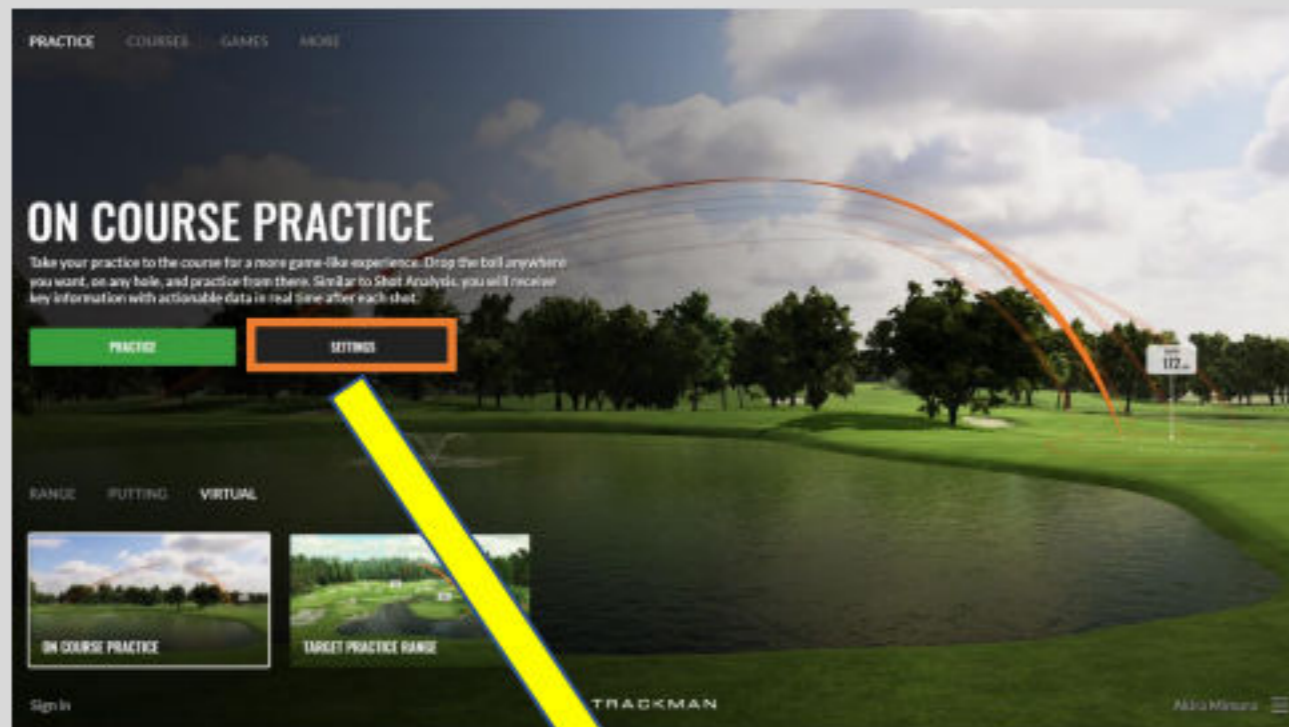 PRACTICE COURSES GAMES MORE
ON COURSE PRACTICE
Take your practice to the course for a more game-like experience. Drop the ball anywhere
you want, on any hole, and practice from there. Similar to Shot Analysis, you will receive
key information with actionable data in real time after each shot.
PRACTICE SETTINGS
172
RANGE PUTTING VIRTUAL
ON COURSE PRACTICE TARGET PRACTICE RANGE
Sign in TRACKMAN Akira Mimura